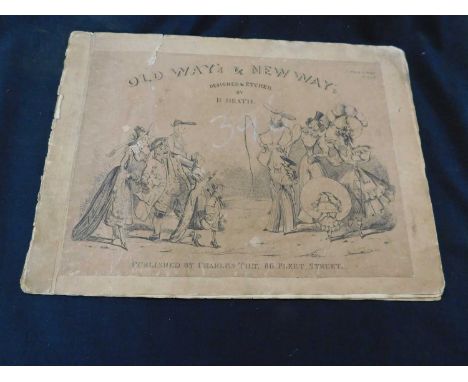 OLD WAYS & NEW WAYS
DESIGNED & ETCHED
BY
H. HEATH.
PUBLISHED BY CHARLES TILT, 86, FLEET STREET.